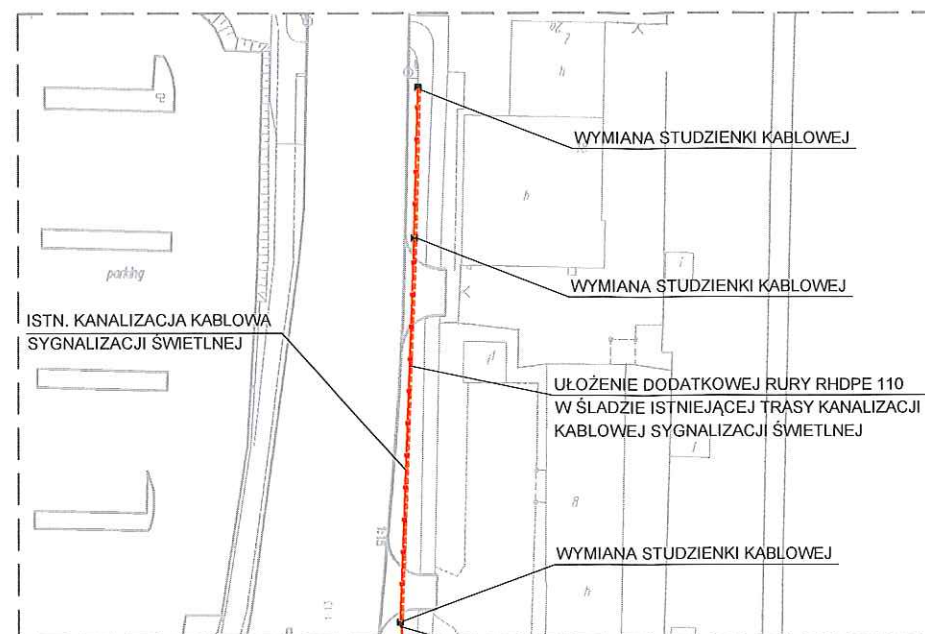 WYMIANA STUDZIENKI KABLOWEJ
h
h
parking
i
WYMIANA STUDZIENKI KABLOWEJ
ISTN. KANALIZACJA KABLOWA
SYGNALIZACJI ŚWIETLNEJ
UŁOŻENIE DODATKOWEJ RURY RHDPE 110
W ŚLADZIE ISTNIEJĄCEJ TRASY KANALIZACJI
KABLOWEJ SYGNALIZACJI ŚWIETLNEJ
i
WYMIANA STUDZIENKI KABLOWEJ
h